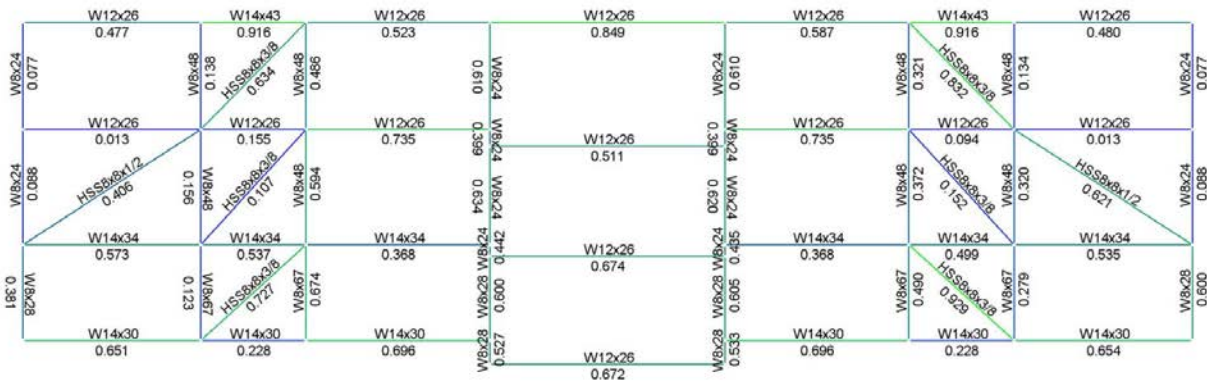 W12x26 W14x43 W12x26 W12x26 W12x26 W14x43 W12x26
0.477 0.916 0.523 0.849 0.587 0.916 0.480
W8x24 0.077
W8x48 0.138
HSS8x8x3/8 0.634
W8x48 0.486
0.610
W8x24 0.610
W8x48 0.321
HSS8x8x3/8 0.832
W8x48 0.134
W8x24 0.077
W12x26 W12x26 W12x26 W12x26 W12x26 W12x26
0.013 0.155 0.735 0.735 0.094 0.013
0.399 W8x24
W12x26
0.511
0.399 W8x24
W8x24 0.088
HSS8x8x1/2 0.406
0.156 W8x48
HSS8x8x3/8 0.107
W8x48 0.594
0.634 W8x24
0.620 W8x24
W8x48 0.372
HSS8x8x3/8 0.152
W8x48 0.320
HSS8x8x1/2 0.621
W8x24 0.088
W14x34 W14x34 W14x34 W14x34 W14x34 W14x34
0.573 0.537 0.368 0.368 0.499 0.535
W8x24 0.442
W12x26
0.674
W8x24 0.435
0.381 W8x28
0.123 W8x67
HSS8x8x3/8 0.727
W8x67 0.674
W8x28 0.600
W8x28 0.605
W8x67 0.490
HSS8x8x3/8 0.929
W8x67 0.279
W8x28 0.600
W14x30 W14x30 W14x30 W14x30 W14x30 W14x30
0.651 0.228 0.696 0.696 0.228 0.654
W8x28 0.527
W12x26
0.672
W8x28 0.533